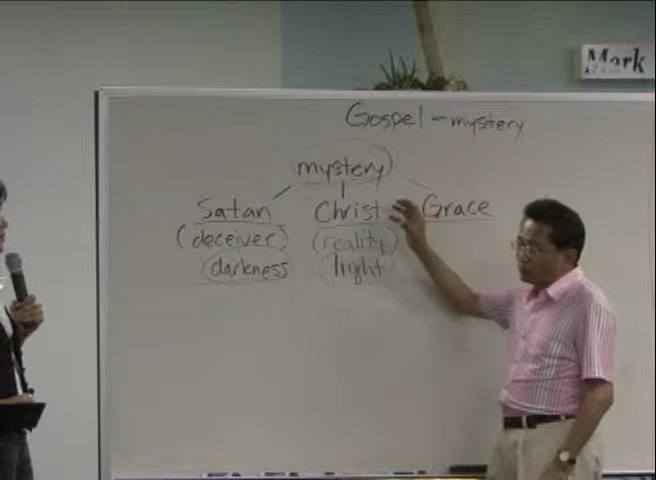 Mark
Gospel - mystery
mystery
Satan Christ Grace
(deceiver) (reality)
darkness light